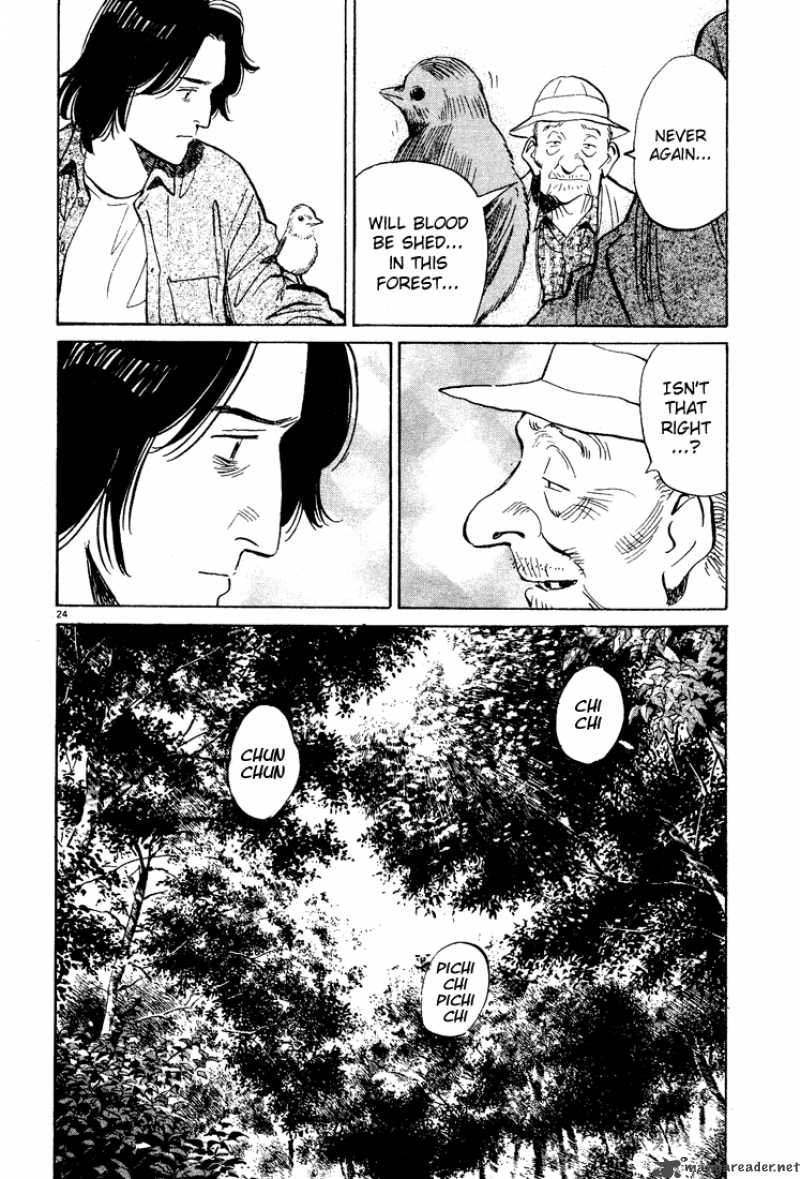 NEVER
AGAIN...
WILL BLOOD
BE SHED...
IN THIS
FOREST...
ISN'T
THAT
RIGHT
...?
24
CHI
CHI
CHUN
CHUN
PICHI
CHI
PICHI
CHI
mangareader.net